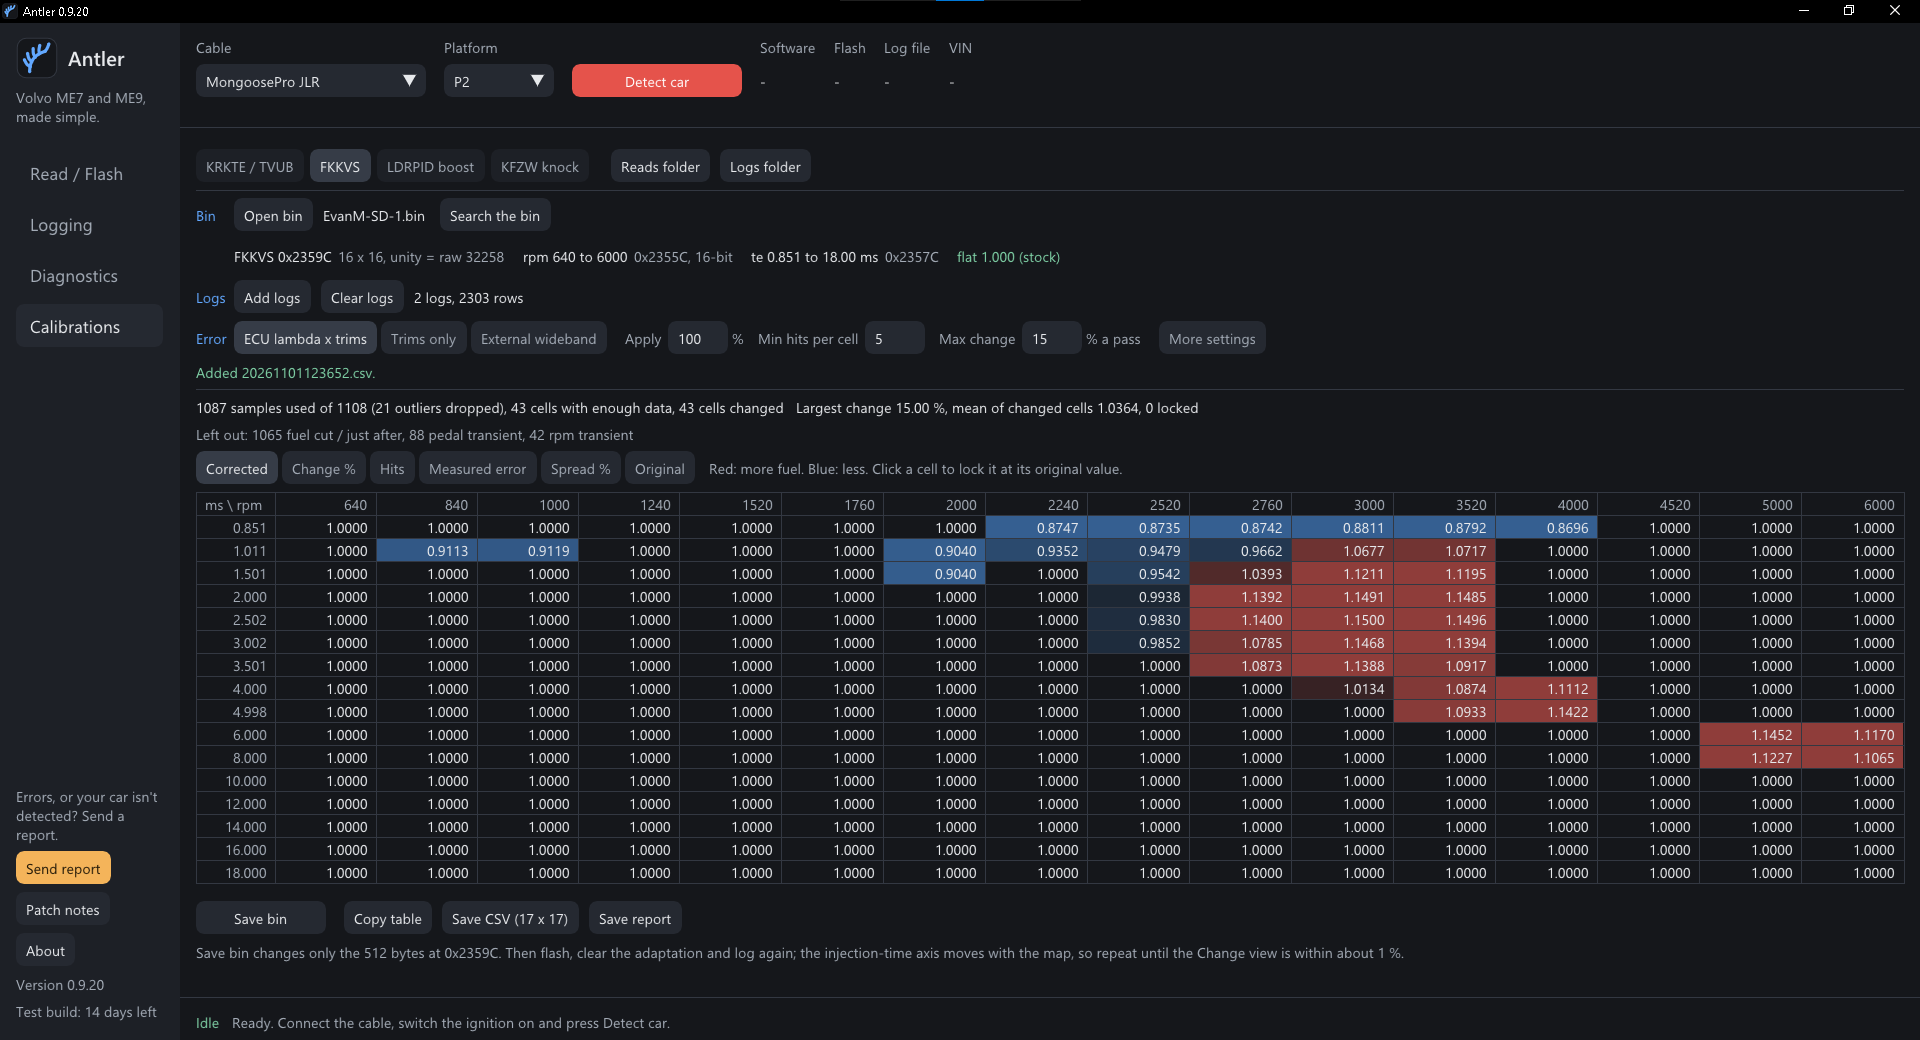 Antler 0.9.20
Antler
Volvo ME7 and ME9,
made simple.
Read / Flash
Logging
Diagnostics
Calibrations
Errors, or your car isn't
detected? Send a
report.
Send report
Patch notes
About
Version 0.9.20
Test build: 14 days left
Cable Platform Software Flash Log file VIN
MongoosePro JLR P2 Detect car - - - -
KRKTE / TVUB FKKVS LDRPID boost KFZW knock Reads folder Logs folder
Bin Open bin EvanM-SD-1.bin Search the bin
FKKVS 0x2359C 16 x 16, unity = raw 32258 rpm 640 to 6000 0x2355C, 16-bit te 0.851 to 18.00 ms 0x2357C flat 1.000 (stock)
Logs Add logs Clear logs 2 logs, 2303 rows
Error ECU lambda x trims Trims only External wideband Apply 100 % Min hits per cell 5 Max change 15 % a pass More settings
Added 20261101123652.csv.
1087 samples used of 1108 (21 outliers dropped), 43 cells with enough data, 43 cells changed Largest change 15.00 %, mean of changed cells 1.0364, 0 locked
Left out: 1065 fuel cut / just after, 88 pedal transient, 42 rpm transient
Corrected Change % Hits Measured error Spread % Original Red: more fuel. Blue: less. Click a cell to lock it at its original value.
ms \ rpm 640 840 1000 1240 1520 1760 2000 2240 2520 2760 3000 3520 4000 4520 5000 6000
0.851 1.0000 1.0000 1.0000 1.0000 1.0000 1.0000 1.0000 0.8747 0.8735 0.8742 0.8811 0.8792 0.8696 1.0000 1.0000 1.0000
1.011 1.0000 0.9113 0.9119 1.0000 1.0000 1.0000 0.9040 0.9352 0.9479 0.9662 1.0677 1.0717 1.0000 1.0000 1.0000 1.0000
1.501 1.0000 1.0000 1.0000 1.0000 1.0000 1.0000 0.9040 1.0000 0.9542 1.0393 1.1211 1.1195 1.0000 1.0000 1.0000 1.0000
2.000 1.0000 1.0000 1.0000 1.0000 1.0000 1.0000 1.0000 1.0000 0.9938 1.1392 1.1491 1.1485 1.0000 1.0000 1.0000 1.0000
2.502 1.0000 1.0000 1.0000 1.0000 1.0000 1.0000 1.0000 1.0000 0.9830 1.1400 1.1500 1.1496 1.0000 1.0000 1.0000 1.0000
3.002 1.0000 1.0000 1.0000 1.0000 1.0000 1.0000 1.0000 1.0000 0.9852 1.0785 1.1468 1.1394 1.0000 1.0000 1.0000 1.0000
3.501 1.0000 1.0000 1.0000 1.0000 1.0000 1.0000 1.0000 1.0000 1.0000 1.0873 1.1388 1.0917 1.0000 1.0000 1.0000 1.0000
4.000 1.0000 1.0000 1.0000 1.0000 1.0000 1.0000 1.0000 1.0000 1.0000 1.0000 1.0134 1.0874 1.1112 1.0000 1.0000 1.0000
4.998 1.0000 1.0000 1.0000 1.0000 1.0000 1.0000 1.0000 1.0000 1.0000 1.0000 1.0000 1.0933 1.1422 1.0000 1.0000 1.0000
6.000 1.0000 1.0000 1.0000 1.0000 1.0000 1.0000 1.0000 1.0000 1.0000 1.0000 1.0000 1.0000 1.0000 1.0000 1.1452 1.1170
8.000 1.0000 1.0000 1.0000 1.0000 1.0000 1.0000 1.0000 1.0000 1.0000 1.0000 1.0000 1.0000 1.0000 1.0000 1.1227 1.1065
10.000 1.0000 1.0000 1.0000 1.0000 1.0000 1.0000 1.0000 1.0000 1.0000 1.0000 1.0000 1.0000 1.0000 1.0000 1.0000 1.0000
12.000 1.0000 1.0000 1.0000 1.0000 1.0000 1.0000 1.0000 1.0000 1.0000 1.0000 1.0000 1.0000 1.0000 1.0000 1.0000 1.0000
14.000 1.0000 1.0000 1.0000 1.0000 1.0000 1.0000 1.0000 1.0000 1.0000 1.0000 1.0000 1.0000 1.0000 1.0000 1.0000 1.0000
16.000 1.0000 1.0000 1.0000 1.0000 1.0000 1.0000 1.0000 1.0000 1.0000 1.0000 1.0000 1.0000 1.0000 1.0000 1.0000 1.0000
18.000 1.0000 1.0000 1.0000 1.0000 1.0000 1.0000 1.0000 1.0000 1.0000 1.0000 1.0000 1.0000 1.0000 1.0000 1.0000 1.0000
Save bin Copy table Save CSV (17 x 17) Save report
Save bin changes only the 512 bytes at 0x2359C. Then flash, clear the adaptation and log again; the injection-time axis moves with the map, so repeat until the Change view is within about 1 %.
Idle Ready. Connect the cable, switch the ignition on and press Detect car.